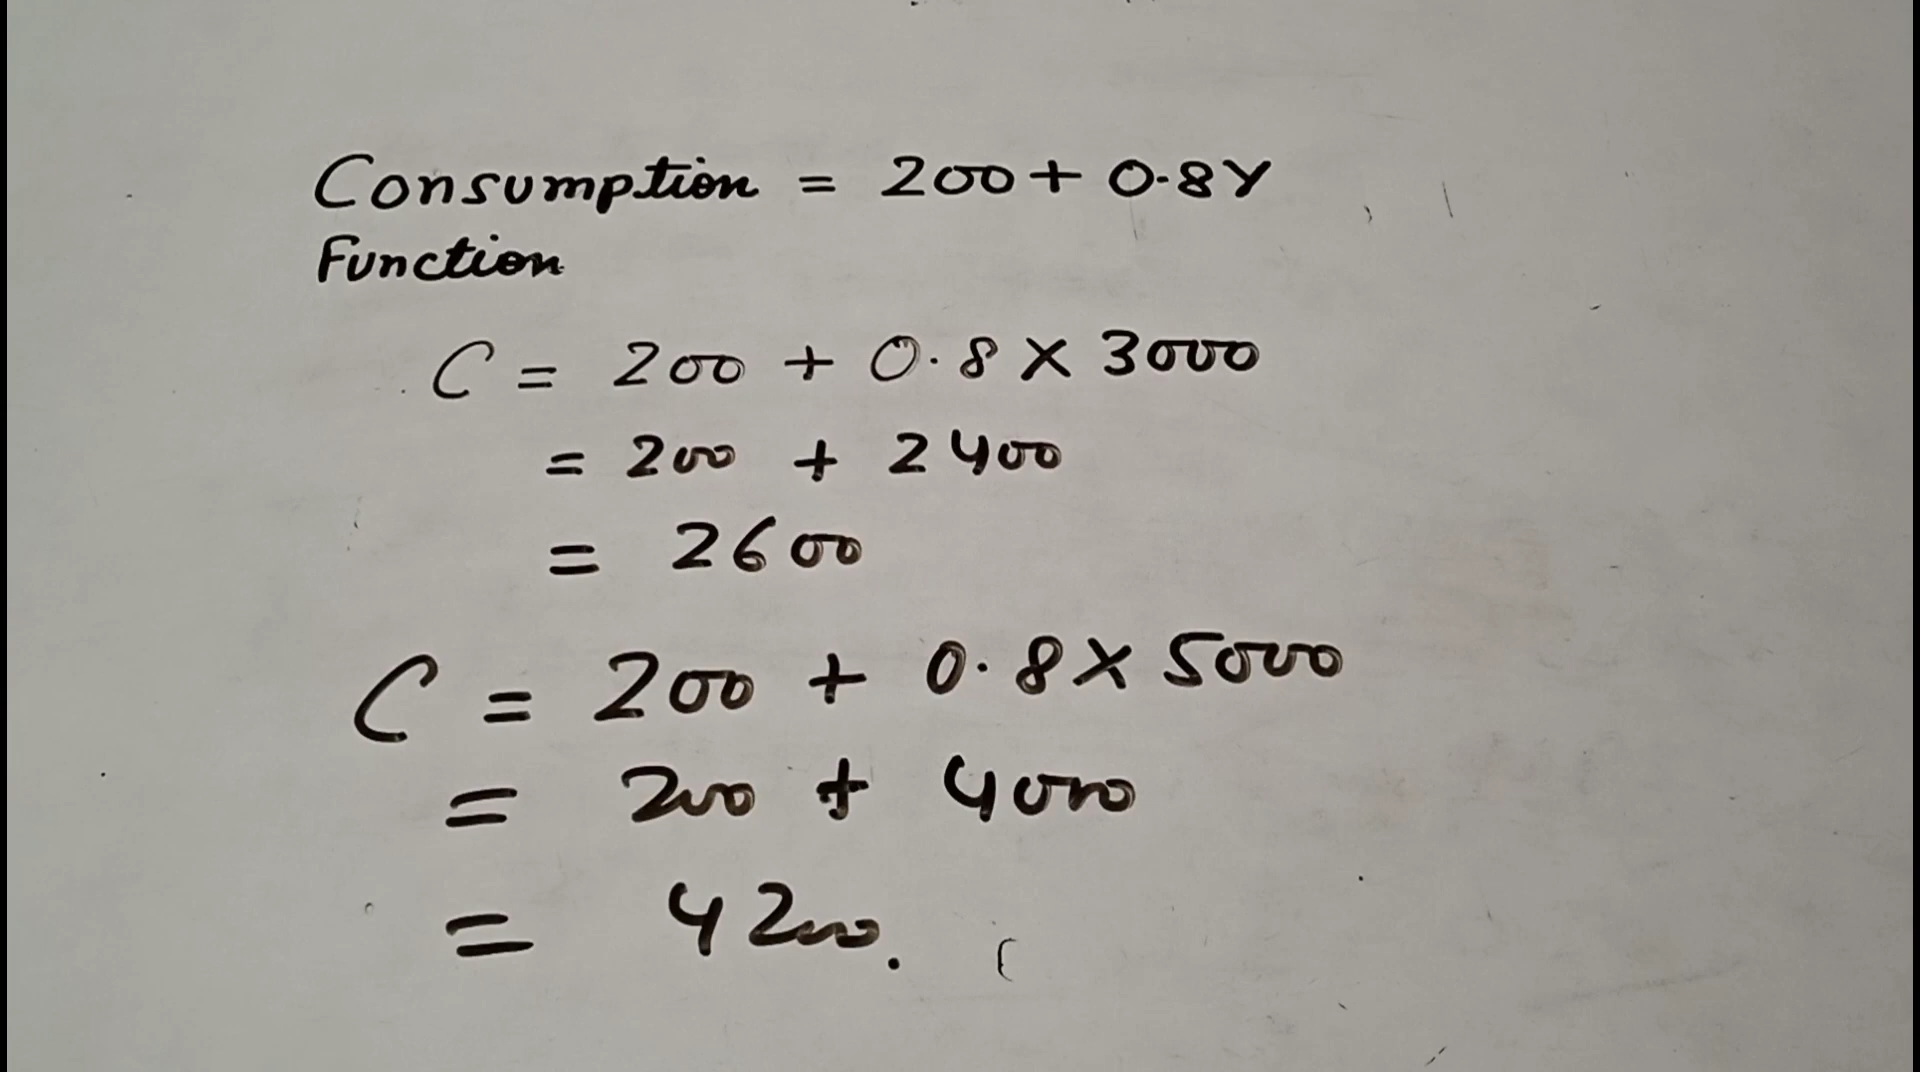 Consumption = 200 + 0.8Y
Function
C = 200 + 0.8 X 3000
= 200 + 2400
= 2600
C = 200 + 0.8 X 5000
= 200 + 4000
= 4200.